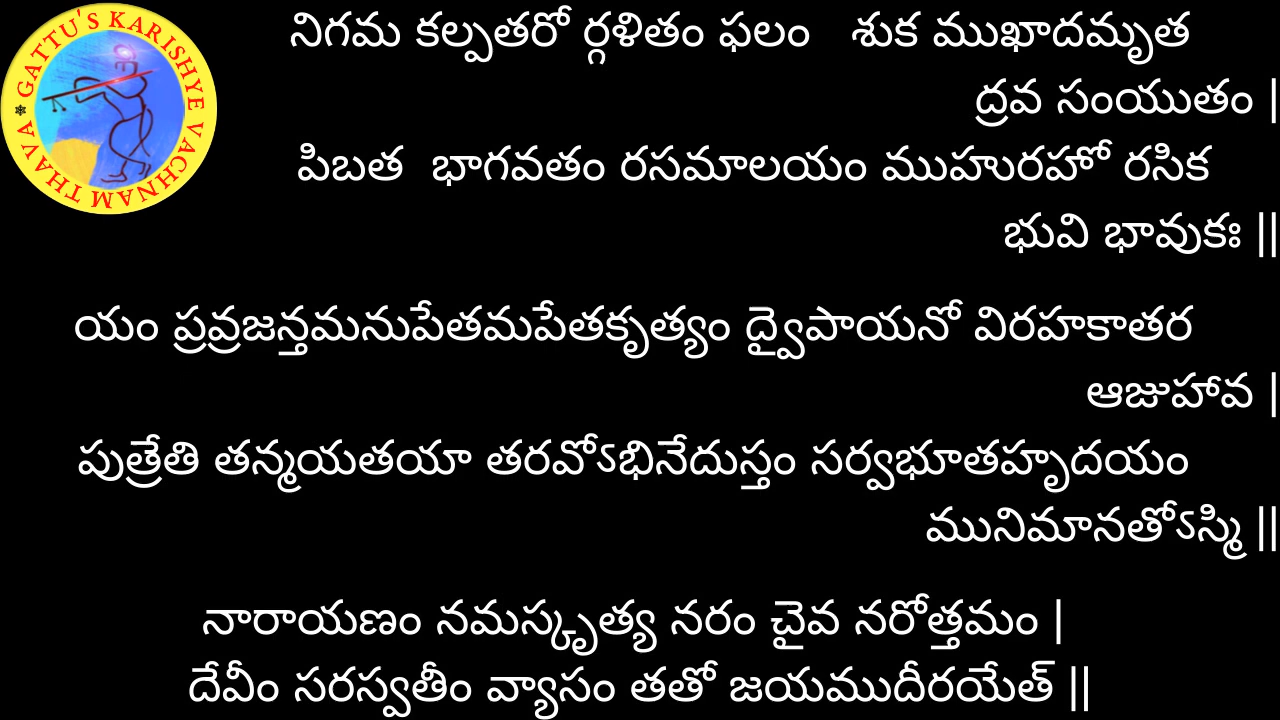 GATTU'S KARISHYE VACHNAM THAVA
నిగమ కల్పతరో ర్గళితం ఫలం శుక ముఖాదమృత
ద్రవ సంయుతం |
పిబత భాగవతం రసమాలయం ముహురహో రసిక
భువి భావుకః ||
యం ప్రవ్రజన్తమనుపేతమపేతకృత్యం ద్వైపాయనో విరహకాతర
ఆజుహావ |
పుత్రేతి తన్మయతయా తరవోఽభినేదుస్తం సర్వభూతహృదయం
మునిమానతోఽస్మి ||
నారాయణం నమస్కృత్య నరం చైవ నరోత్తమం |
దేవీం సరస్వతీం వ్యాసం తతో జయముదీరయేత్ ||